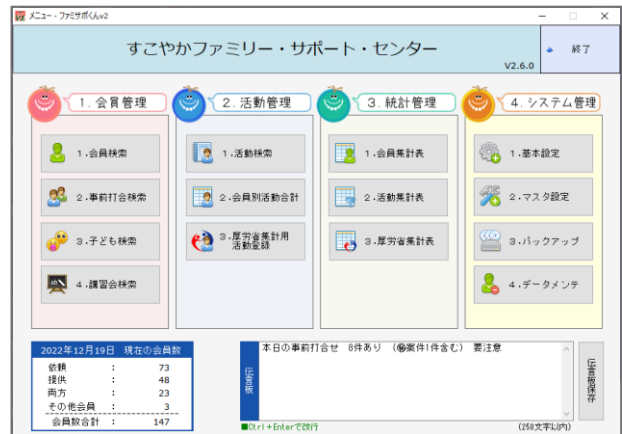 メニュー - ファミサポくんv2
すこやかファミリー・サポート・センター
V2.6.0
終了
1. 会員管理
2. 活動管理
3. 統計管理
4. システム管理
1.会員検索
2.事前打合検索
3.子ども検索
4.講習会検索
1.活動検索
2.会員別活動合計
3.厚労省集計用
活動登録
1.会員集計表
2.活動集計表
3.厚労省集計表
1.基本設定
2.マスタ設定
3.バックアップ
4.データメンテ
2022年12月19日 現在の会員数
依頼 : 73
提供 : 48
両方 : 23
その他会員 : 3
会員数合計 : 147
伝言板
本日の事前打合せ 8件あり (㊙案件1件含む) 要注意
伝言板保存
■Ctrl+Enterで改行
(250文字以内)